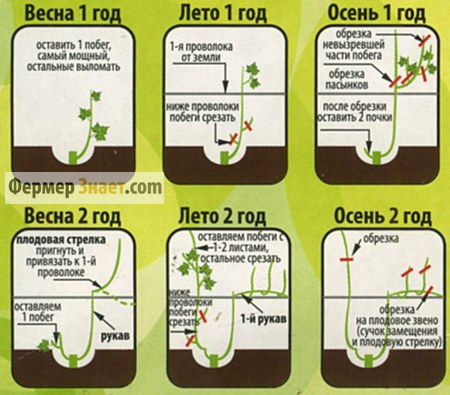 Весна 1 год
оставить 1 побег,
самый мощный,
остальные выломать
Лето 1 год
1-я проволока
от земли
ниже проволоки
побеги срезать
Осень 1 год
обрезка
невызревшей
части побега
обрезка
пасынков
после обрезки
оставить 2 почки
Фермер Знает.com
Весна 2 год
плодовая стрелка
пригнуть и
привязать к 1-й
проволоке
оставляем
1 побег
рукав
Лето 2 год
оставляем побеги с
1-2 листами,
остальное срезать
ниже
проволоки
побеги
срезать
1-й рукав
Осень 2 год
обрезка
обрезка
на плодовое звено
(сучок замещения
и плодовую стрелку)